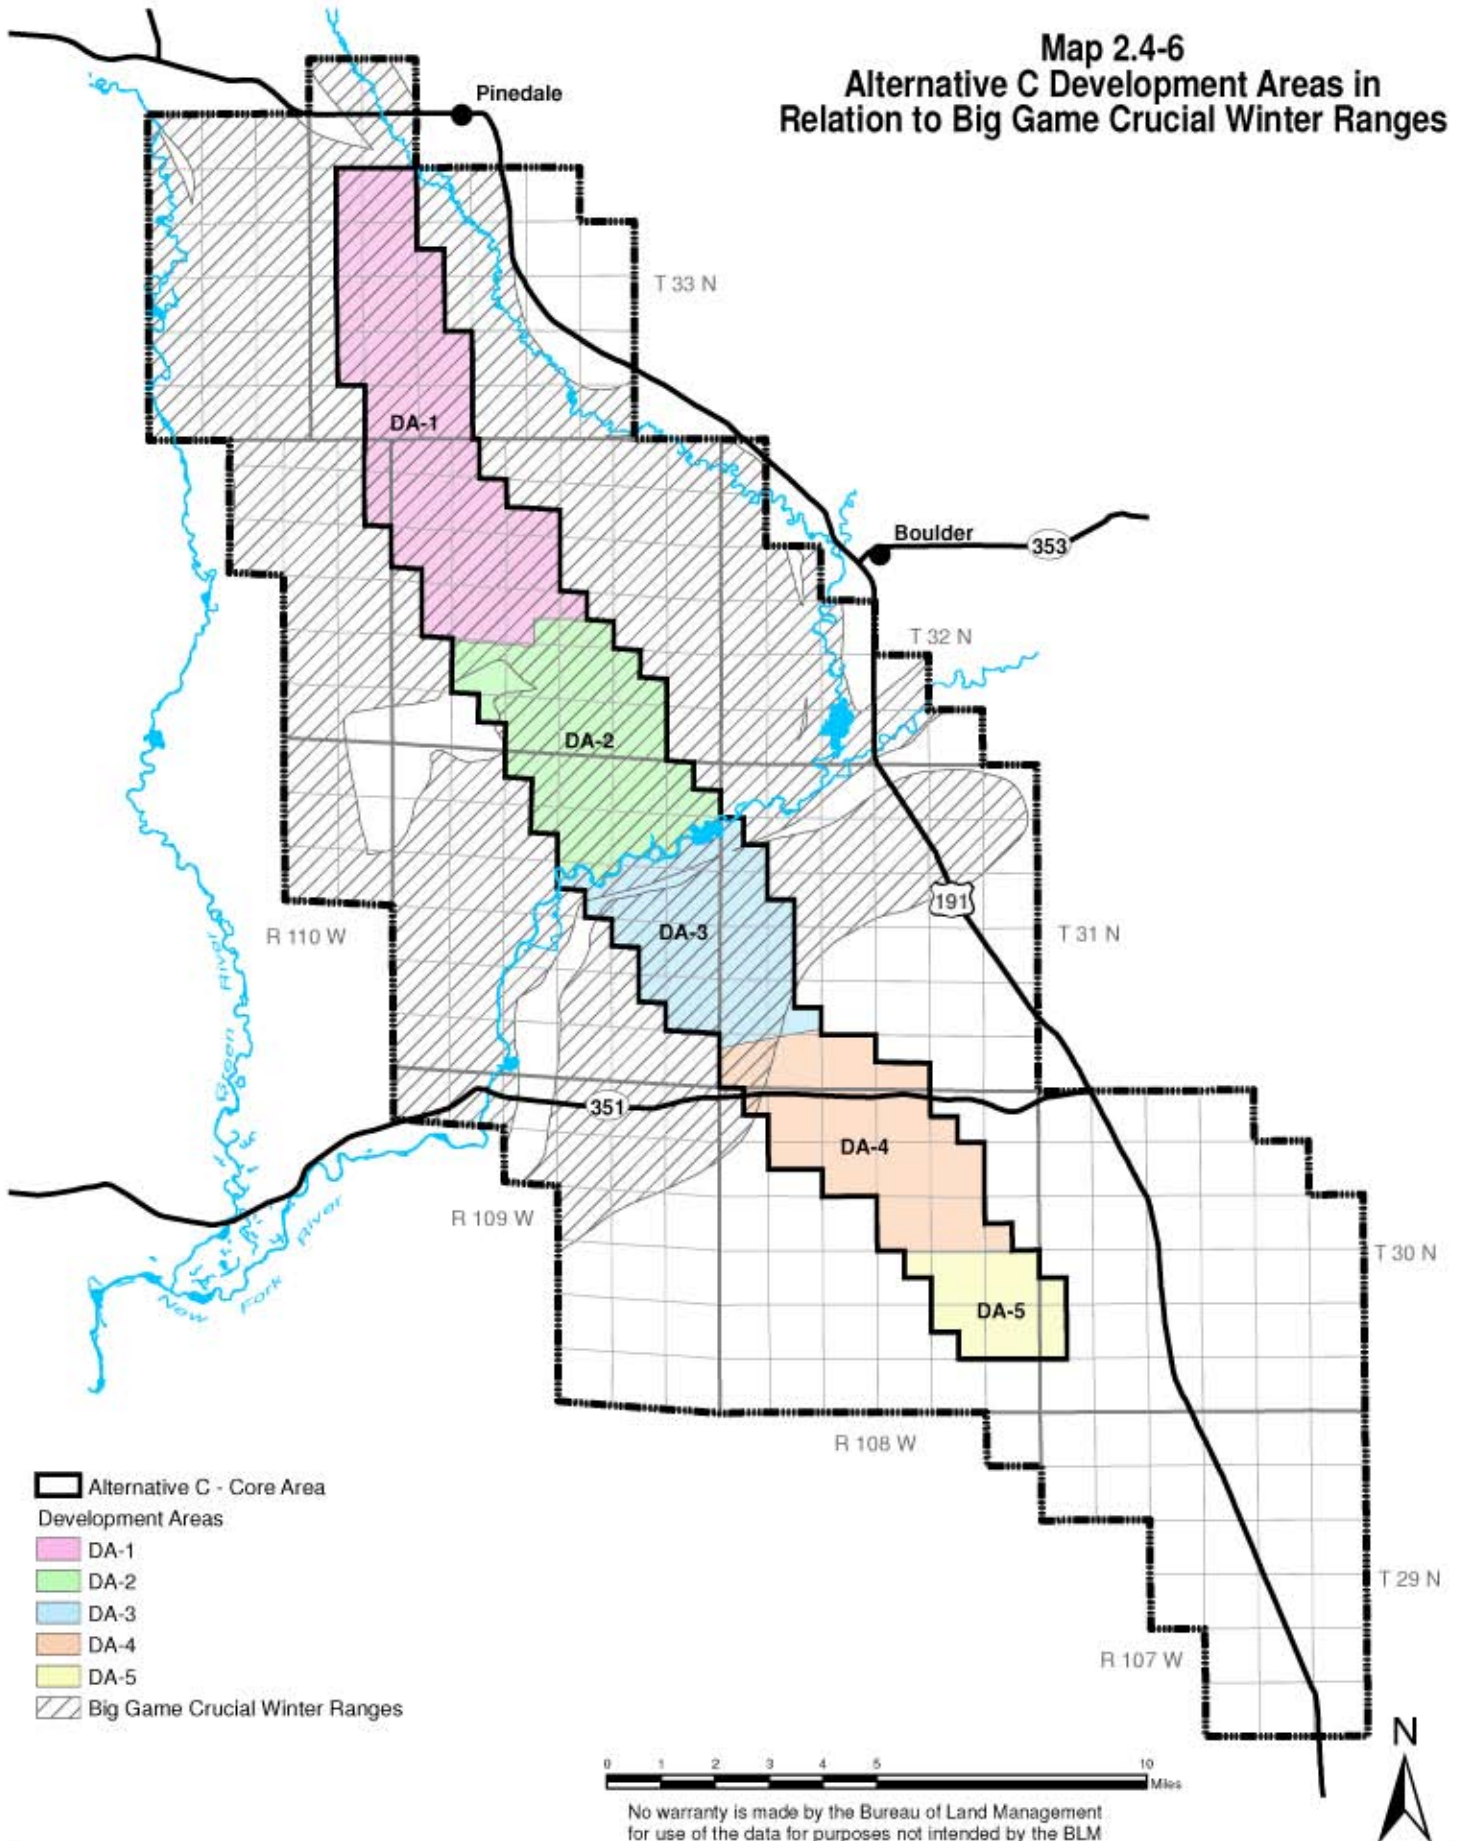 Map 2.4-6
Alternative C Development Areas in
Relation to Big Game Crucial Winter Ranges
Pinedale
T 33 N
DA-1
Boulder
353
T 32 N
DA-2
191
DA-3
T 31 N
R 110 W
Green River
351
DA-4
R 109 W
New Fork River
T 30 N
DA-5
R 108 W
T 29 N
R 107 W
Alternative C - Core Area
Development Areas
DA-1
DA-2
DA-3
DA-4
DA-5
Big Game Crucial Winter Ranges
N
0 1 2 3 4 5 10
Miles
No warranty is made by the Bureau of Land Management
for use of the data for purposes not intended by the BLM